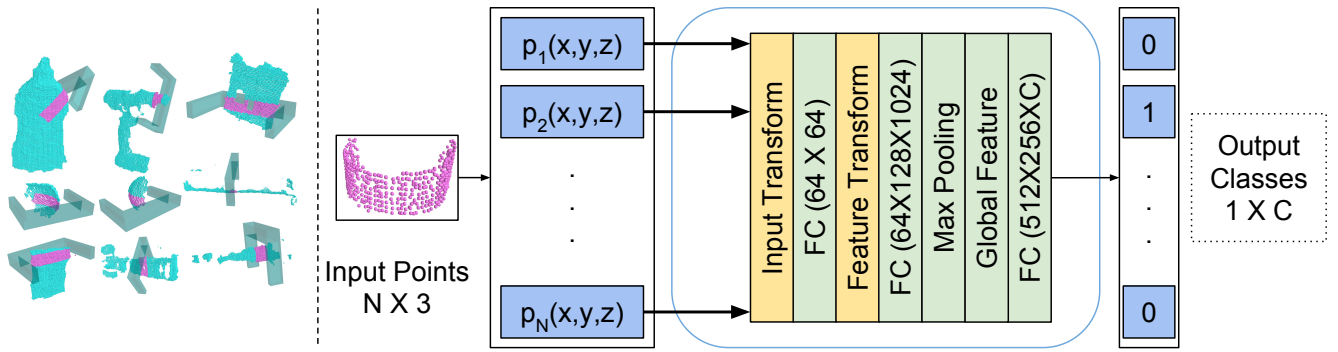 Input Points
N X 3
p1(x,y,z)
p2(x,y,z)
.
.
.
pN(x,y,z)
Input Transform
FC (64 X 64)
Feature Transform
FC (64X128X1024)
Max Pooling
Global Feature
FC (512X256XC)
0
1
.
.
.
0
Output
Classes
1 X C